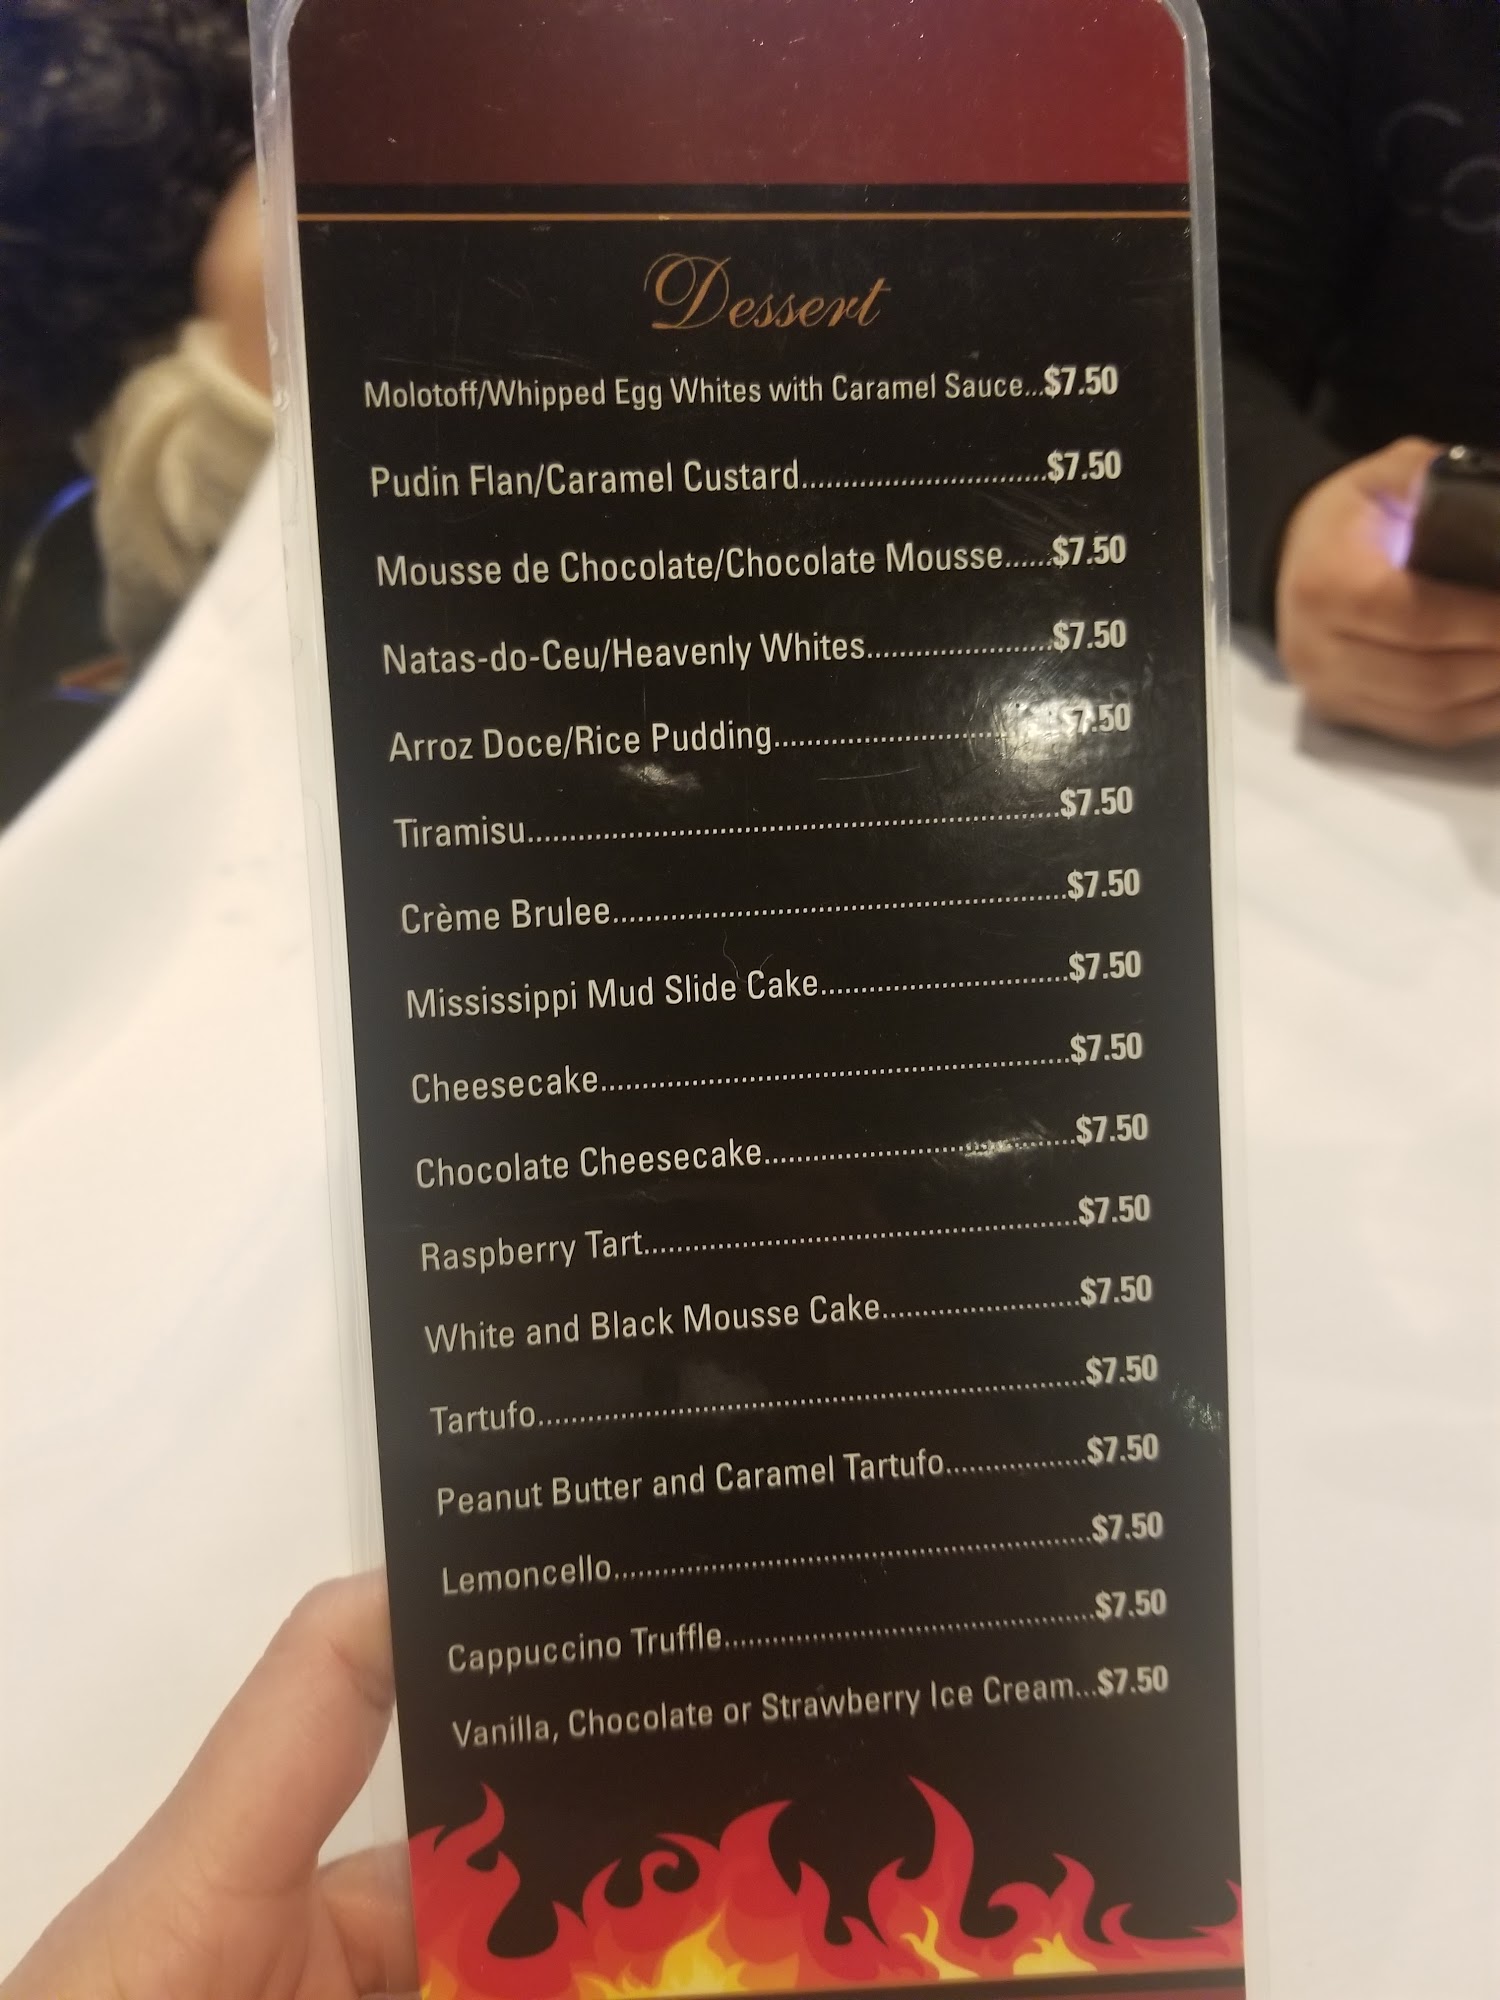 Dessert
Molotoff/Whipped Egg Whites with Caramel Sauce...$7.50
Pudin Flan/Caramel Custard..............................$7.50
Mousse de Chocolate/Chocolate Mousse......$7.50
Natas-do-Ceu/Heavenly Whites.......................$7.50
Arroz Doce/Rice Pudding..................................$7.50
Tiramisu.................................................................$7.50
Crème Brulee.......................................................$7.50
Mississippi Mud Slide Cake..............................$7.50
Cheesecake.........................................................$7.50
Chocolate Cheesecake......................................$7.50
Raspberry Tart.....................................................$7.50
White and Black Mousse Cake........................$7.50
Tartufo...................................................................$7.50
Peanut Butter and Caramel Tartufo.................$7.50
Lemoncello...........................................................$7.50
Cappuccino Truffle..............................................$7.50
Vanilla, Chocolate or Strawberry Ice Cream...$7.50